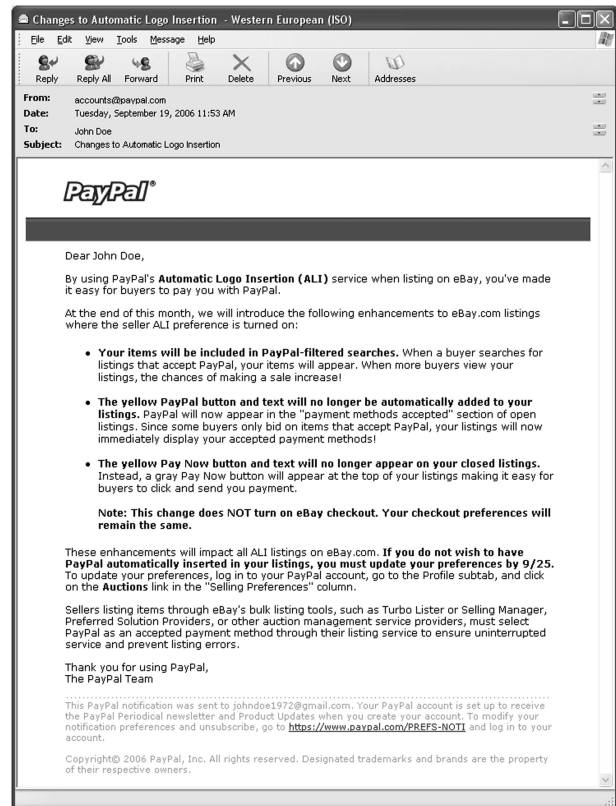 Changes to Automatic Logo Insertion - Western European (ISO)
File Edit View Tools Message Help
Reply Reply All Forward Print Delete Previous Next Addresses
From: accounts@paypal.com
Date: Tuesday, September 19, 2006 11:53 AM
To: John Doe
Subject: Changes to Automatic Logo Insertion
PayPal®
Dear John Doe,
By using PayPal's Automatic Logo Insertion (ALI) service when listing on eBay, you've made
it easy for buyers to pay you with PayPal.
At the end of this month, we will introduce the following enhancements to eBay.com listings
where the seller ALI preference is turned on:
• Your items will be included in PayPal-filtered searches. When a buyer searches for
listings that accept PayPal, your items will appear. When more buyers view your
listings, the chances of making a sale increase!
• The yellow PayPal button and text will no longer be automatically added to your
listings. PayPal will now appear in the "payment methods accepted" section of open
listings. Since some buyers only bid on items that accept PayPal, your listings will now
immediately display your accepted payment methods!
• The yellow Pay Now button and text will no longer appear on your closed listings.
Instead, a gray Pay Now button will appear at the top of your listings making it easy for
buyers to click and send you payment.
Note: This change does NOT turn on eBay checkout. Your checkout preferences will
remain the same.
These enhancements will impact all ALI listings on eBay.com. If you do not wish to have
PayPal automatically inserted in your listings, you must update your preferences by 9/25.
To update your preferences, log in to your PayPal account, go to the Profile subtab, and click
on the Auctions link in the "Selling Preferences" column.
Sellers listing items through eBay's bulk listing tools, such as Turbo Lister or Selling Manager,
Preferred Solution Providers, or other auction management service providers, must select
PayPal as an accepted payment method through their listing service to ensure uninterrupted
service and prevent listing errors.
Thank you for using PayPal,
The PayPal Team
This PayPal notification was sent to johndoe1972@gmail.com. Your PayPal account is set up to receive
the PayPal Periodical newsletter and Product Updates when you create your account. To modify your
notification preferences and unsubscribe, go to https://www.paypal.com/PREFS-NOTI and log in to your
account.
Copyright© 2006 PayPal, Inc. All rights reserved. Designated trademarks and brands are the property
of their respective owners.